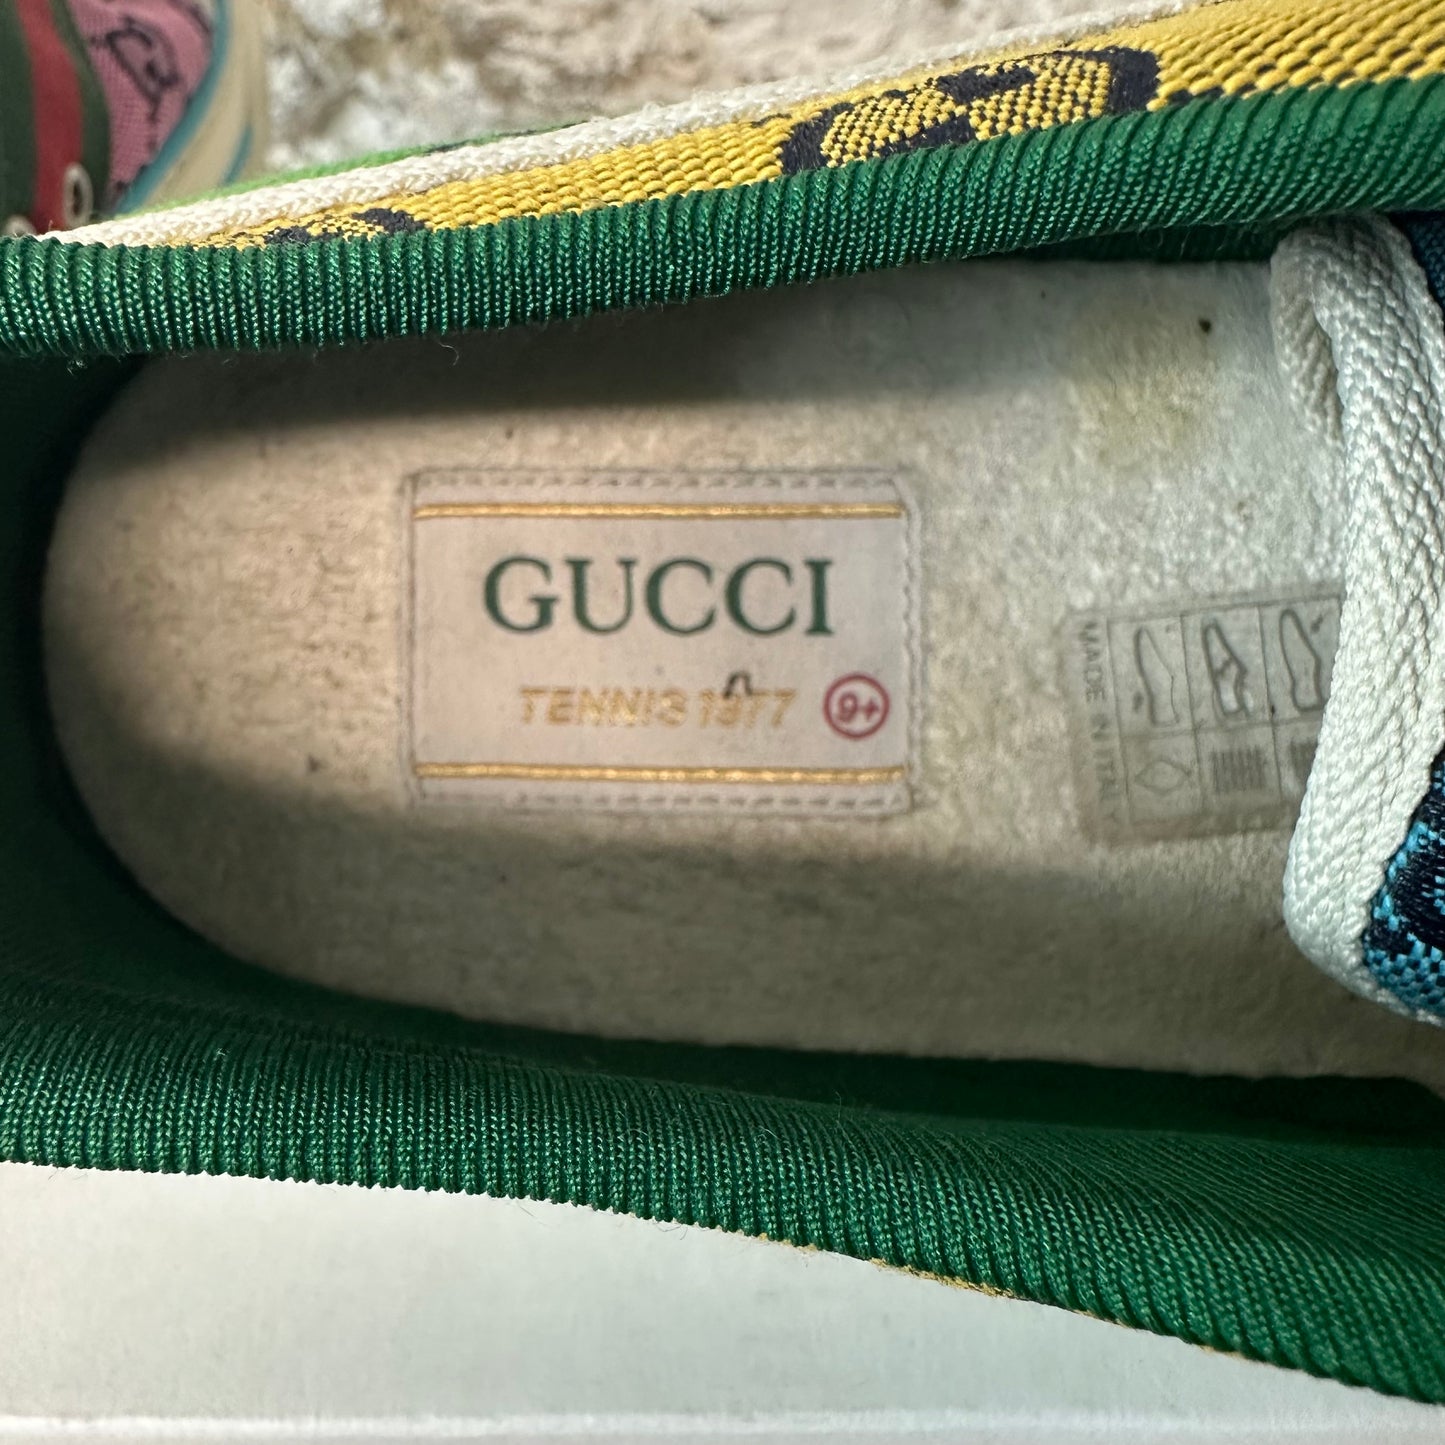 GUCCI
TENNIS 1977 9+
MADE IN ITALY